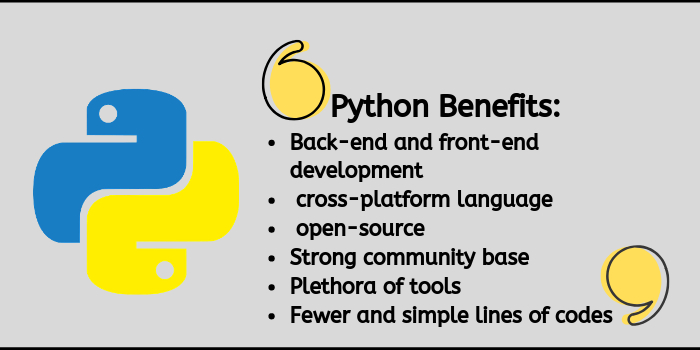 Python Benefits:
• Back-end and front-end
development
• cross-platform language
• open-source
• Strong community base
• Plethora of tools
• Fewer and simple lines of codes